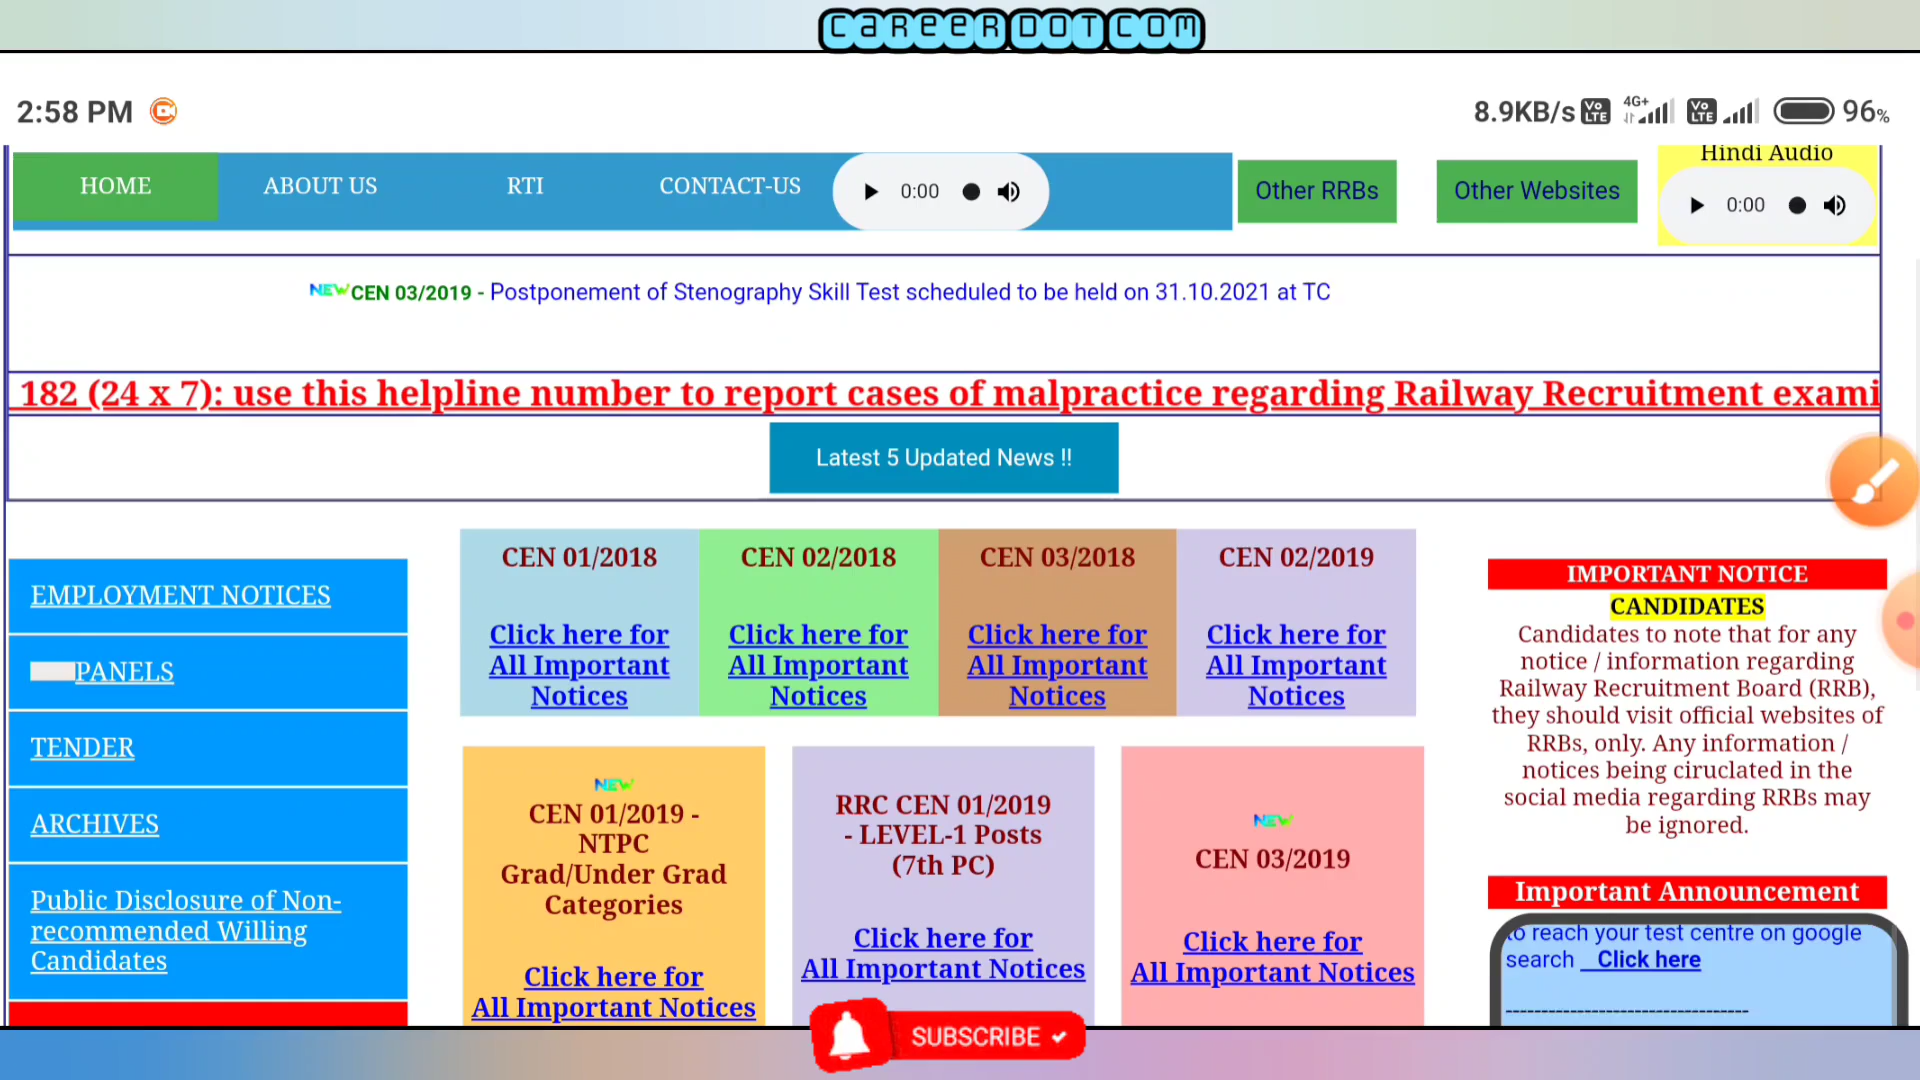 CAREERDOTCOM
2:58 PM
8.9KB/s Vo LTE 4G+ Vo LTE 96%
HOME ABOUT US RTI CONTACT-US 0:00 Other RRBs Other Websites
Hindi Audio
0:00
NEW CEN 03/2019 - Postponement of Stenography Skill Test scheduled to be held on 31.10.2021 at TC
182 (24 x 7): use this helpline number to report cases of malpractice regarding Railway Recruitment exami
Latest 5 Updated News !!
EMPLOYMENT NOTICES
PANELS
TENDER
ARCHIVES
Public Disclosure of Non-
recommended Willing
Candidates
CEN 01/2018
Click here for
All Important
Notices
CEN 02/2018
Click here for
All Important
Notices
CEN 03/2018
Click here for
All Important
Notices
CEN 02/2019
Click here for
All Important
Notices
NEW
CEN 01/2019 -
NTPC
Grad/Under Grad
Categories
Click here for
All Important Notices
RRC CEN 01/2019
- LEVEL-1 Posts
(7th PC)
Click here for
All Important Notices
NEW
CEN 03/2019
Click here for
All Important Notices
IMPORTANT NOTICE
CANDIDATES
Candidates to note that for any
notice / information regarding
Railway Recruitment Board (RRB),
they should visit official websites of
RRBs, only. Any information /
notices being ciruclated in the
social media regarding RRBs may
be ignored.
Important Announcement
to reach your test centre on google
search Click here
----------------------------------
SUBSCRIBE